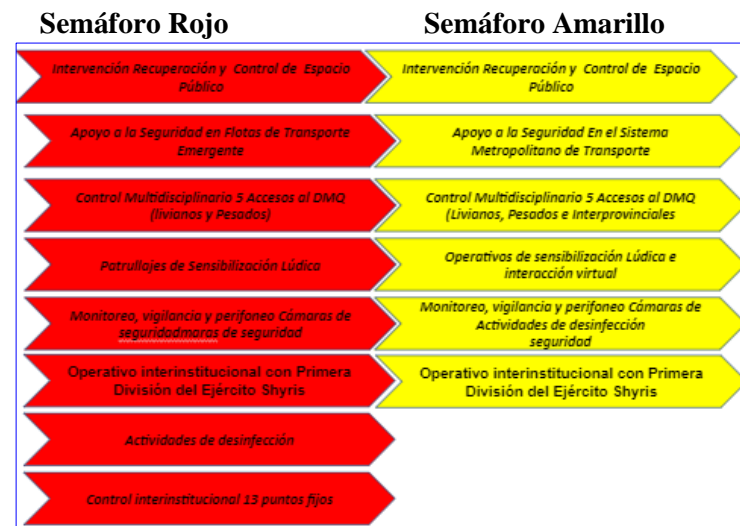 Semáforo Rojo
Semáforo Amarillo
Intervención Recuperación y Control de Espacio
Público
Intervención Recuperación y Control de Espacio
Público
Apoyo a la Seguridad en Flotas de Transporte
Emergente
Apoyo a la Seguridad En el Sistema
Metropolitano de Transporte
Control Multidisciplinario 5 Accesos al DMQ
(livianos y Pesados)
Control Multidisciplinario 5 Accesos al DMQ
(Livianos, Pesados e Interprovinciales
Patrullajes de Sensibilización Lúdica
Operativos de sensibilización Lúdica e
interacción virtual
Monitoreo, vigilancia y perifoneo Cámaras de
seguridadmaras de seguridad
Monitoreo, vigilancia y perifoneo Cámaras de
Actividades de desinfección
seguridad
Operativo interinstitucional con Primera
División del Ejército Shyris
Operativo interinstitucional con Primera
División del Ejército Shyris
Actividades de desinfección
Control interinstitucional 13 puntos fijos